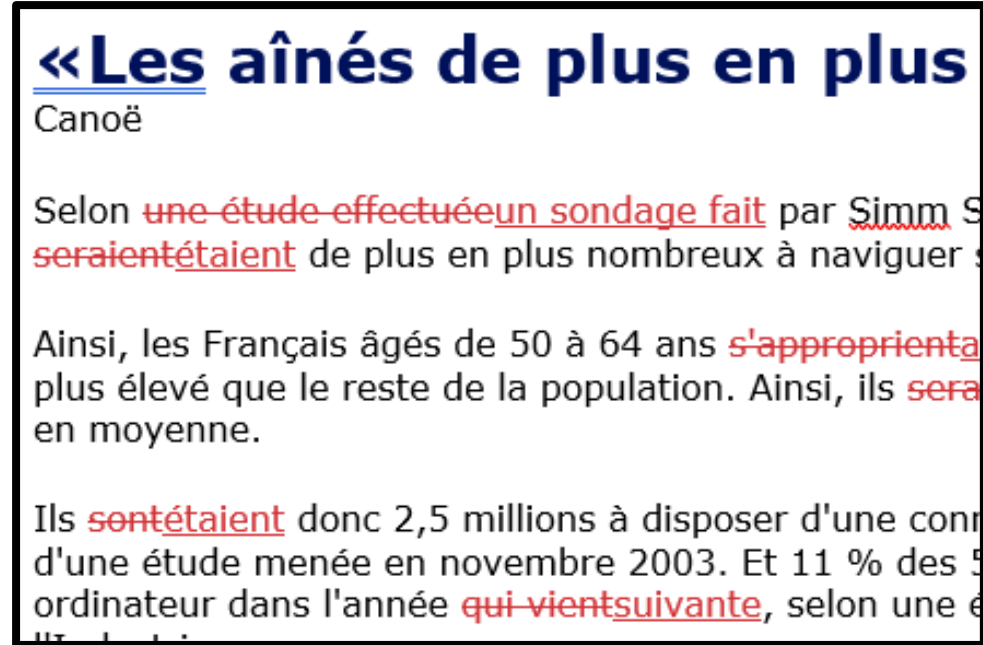 «Les aînés de plus en plus
Canoë
Selon une étude effectuéeun sondage fait par Simm
seraientétaient de plus en plus nombreux à naviguer
Ainsi, les Français âgés de 50 à 64 ans s'approprient
plus élevé que le reste de la population. Ainsi, ils
en moyenne.
Ils sontétaient donc 2,5 millions à disposer d'une
d'une étude menée en novembre 2003. Et 11 % des
ordinateur dans l'année qui vientsuivante, selon une